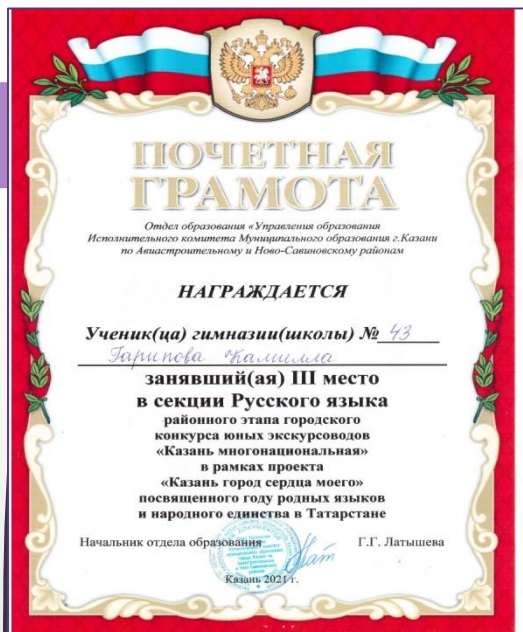 ПОЧЕТНАЯ
ГРАМОТА
Отдел образования «Управления образования
Исполнительного комитета Муниципального образования г.Казани
по Авиастроительному и Ново-Савиновскому районам
НАГРАЖДАЕТСЯ
Ученик(ца) гимназии(школы) № 43
Гарипова Камилла
занявший(ая) III место
в секции Русского языка
районного этапа городского
конкурса юных экскурсоводов
«Казань многонациональная»
в рамках проекта
«Казань город сердца моего»
посвященного году родных языков
и народного единства в Татарстане
Начальник отдела образования Г.Г. Латышева
Казань 2021 г.